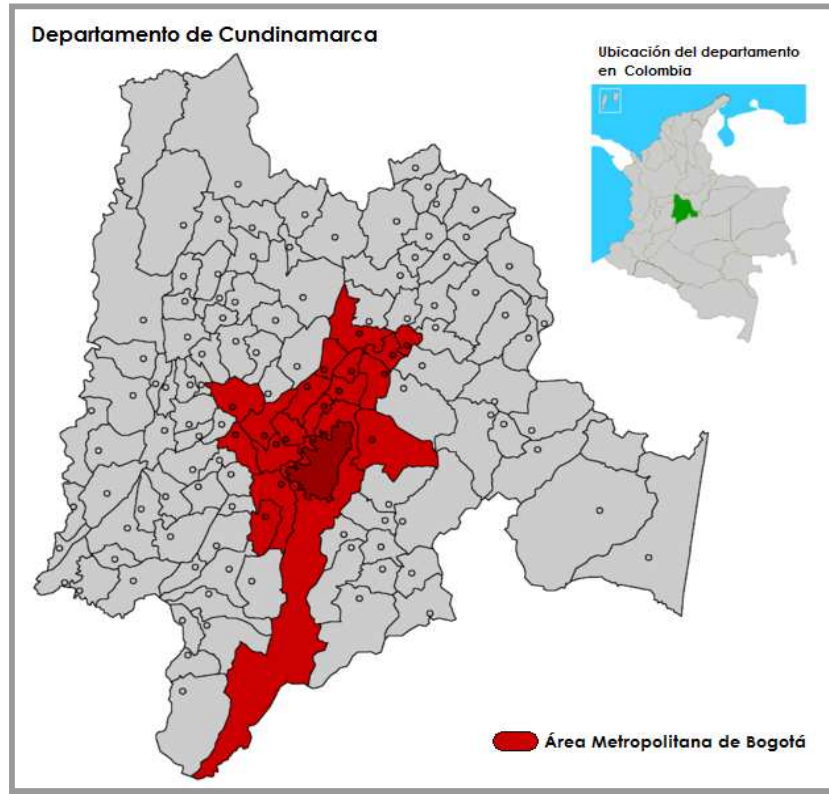 Departamento de Cundinamarca
Ubicación del departamento
en Colombia
Área Metropolitana de Bogotá